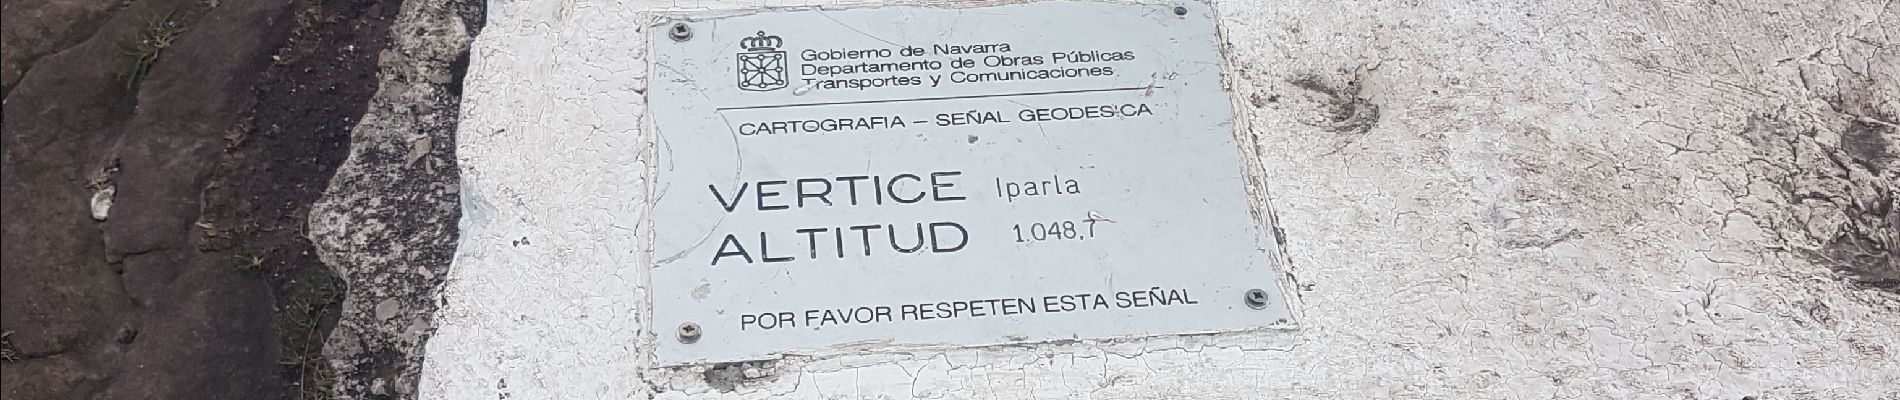 Gobierno de Navarra
Departamento de Obras Públicas
Transportes y Comunicaciones
CARTOGRAFIA – SEÑAL GEODESICA
VERTICE Iparla
ALTITUD 1.048,7
POR FAVOR RESPETEN ESTA SEÑAL